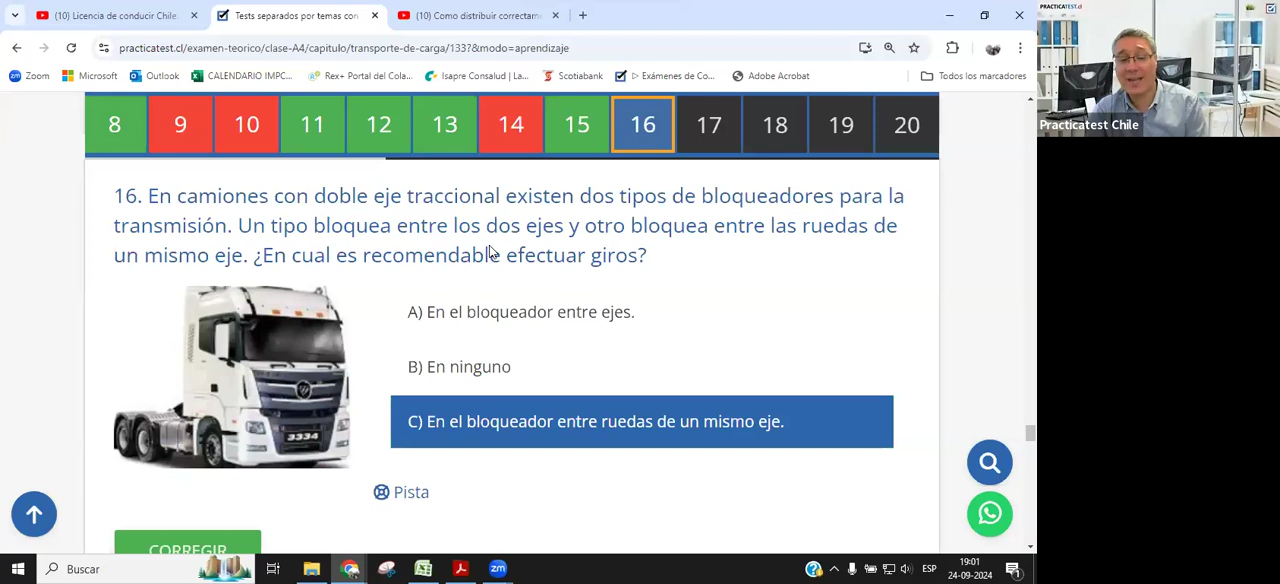 (10) Licencia de conducir Chile:
Tests separados por temas con
(10) Como distribuir correctame
practicatest.cl/examen-teorico/clase-A4/capitulo/transporte-de-carga/133?&modo=aprendizaje
Zoom
Microsoft
Outlook
CALENDARIO IMPC...
Rex+ Portal del Cola...
Isapre Consalud | La...
Scotiabank
▷ Exámenes de Co...
Adobe Acrobat
Todos los marcadores
PRACTICATEST.cl
Practicatest Chile
8 9 10 11 12 13 14 15 16 17 18 19 20
16. En camiones con doble eje traccional existen dos tipos de bloqueadores para la
transmisión. Un tipo bloquea entre los dos ejes y otro bloquea entre las ruedas de
un mismo eje. ¿En cual es recomendable efectuar giros?
A) En el bloqueador entre ejes.
B) En ninguno
C) En el bloqueador entre ruedas de un mismo eje.
3334
Pista
CORREGIR
Buscar
ESP
19:01
24-09-2024